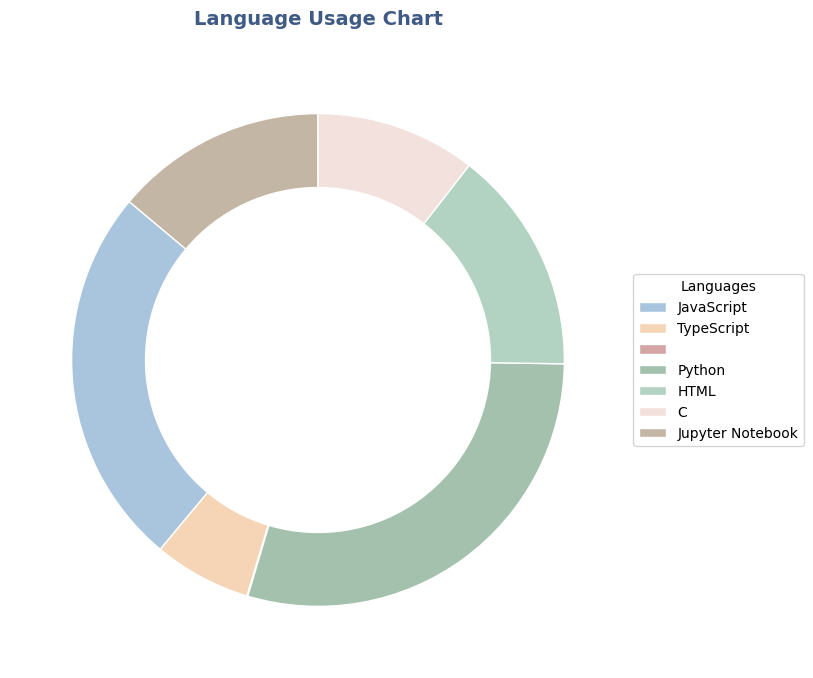 Language Usage Chart
Languages
JavaScript
TypeScript
Python
HTML
C
Jupyter Notebook